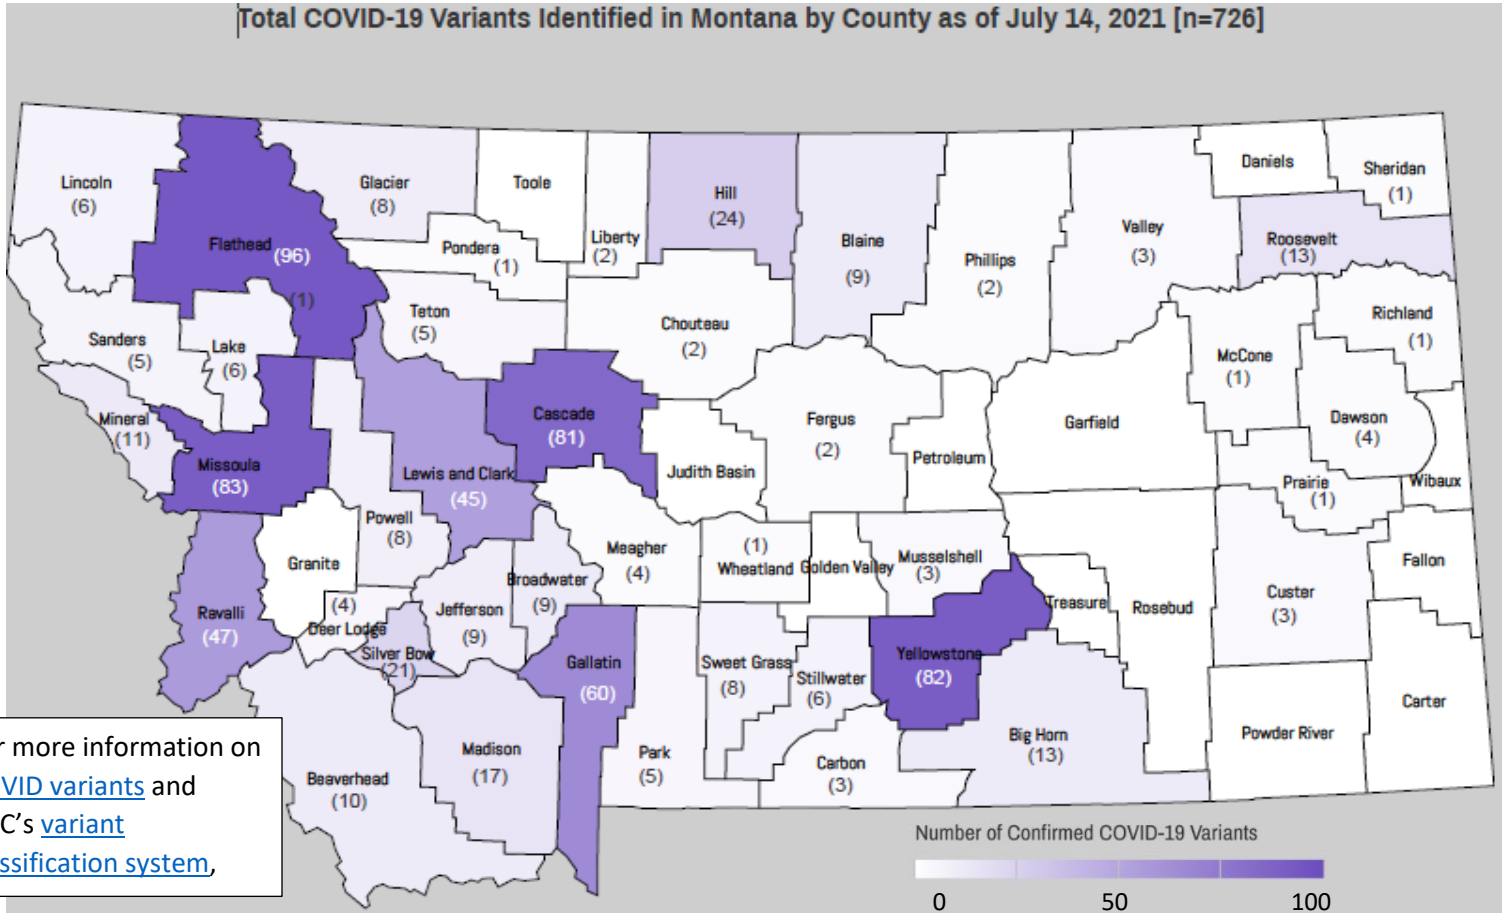 Total COVID-19 Variants Identified in Montana by County as of July 14, 2021 [n=726]
Lincoln
(6)
Flathead (96)
(1)
Glacier
(8)
Toole
Pondera
(1)
Liberty
(2)
Hill
(24)
Blaine
(9)
Phillips
(2)
Valley
(3)
Daniels
Sheridan
(1)
Roosevelt
(13)
Sanders
(5)
Lake
(6)
Teton
(5)
Chouteau
(2)
Richland
(1)
McCone
(1)
Mineral
(11)
Missoula
(83)
Lewis and Clark
(45)
Cascade
(81)
Judith Basin
Fergus
(2)
Petroleum
Garfield
Dawson
(4)
Prairie
(1)
Wibaux
Powell
(8)
Granite
Ravalli
(47)
(4)
Deer Lodge
Silver Bow
(21)
Jefferson
(9)
Broadwater
(9)
Meagher
(4)
(1)
Wheatland
Golden Valley
Musselshell
(3)
Treasure
Rosebud
Custer
(3)
Fallon
Gallatin
(60)
Sweet Grass
(8)
Stillwater
(6)
Yellowstone
(82)
Beaverhead
(10)
Madison
(17)
Park
(5)
Carbon
(3)
Big Horn
(13)
Powder River
Carter
r more information on
VID variants and
C’s variant
ssification system,
Number of Confirmed COVID-19 Variants
0 50 100